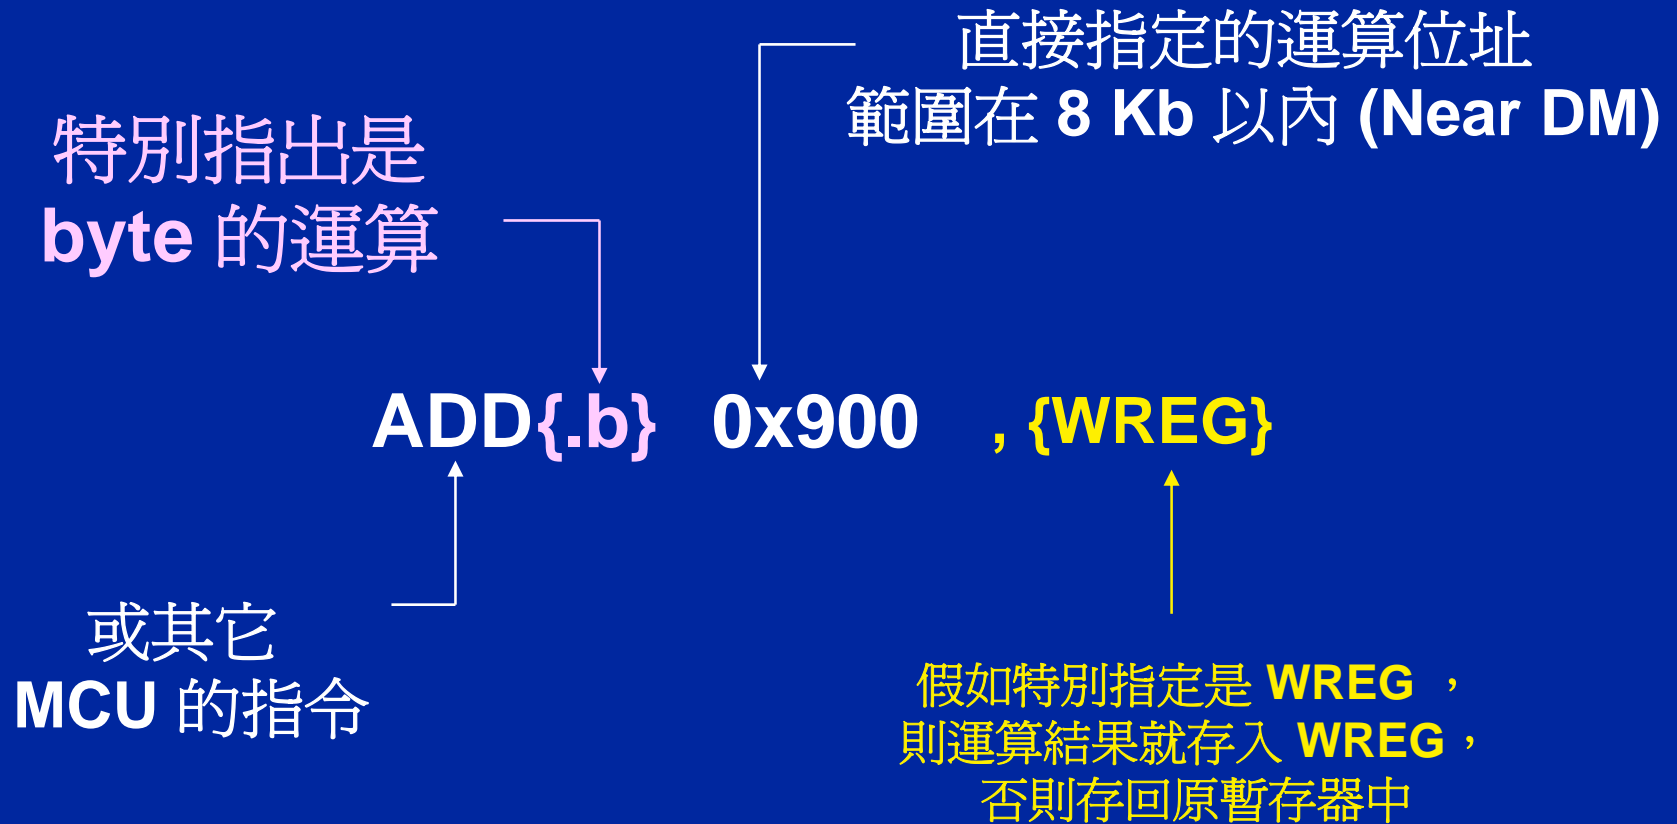 直接指定的運算位址
範圍在 8 Kb 以內 (Near DM)
特別指出是
byte 的運算
ADD{.b} 0x900 , {WREG}
或其它
MCU 的指令
假如特別指定是 WREG ，
則運算結果就存入 WREG，
否則存回原暫存器中